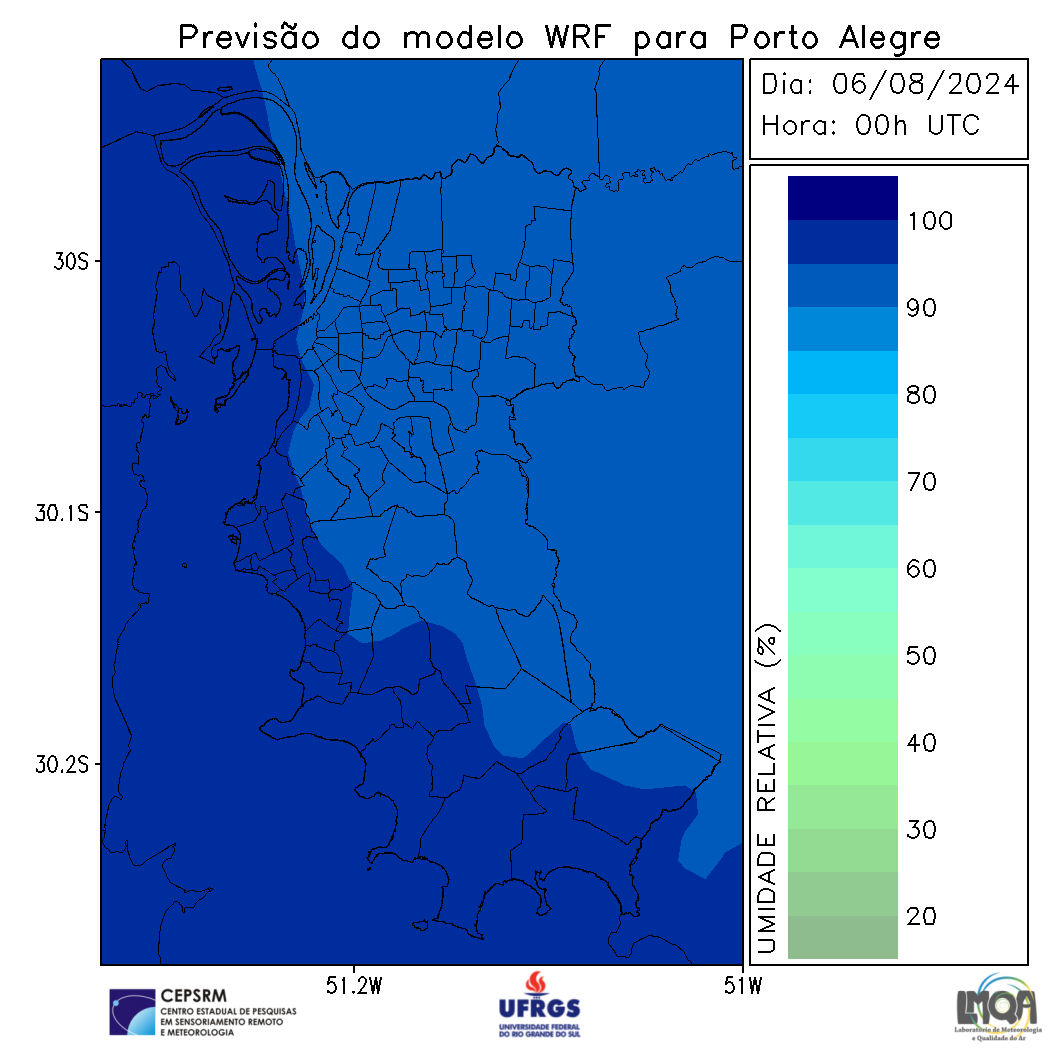 Previsão do modelo WRF para Porto Alegre
Dia: 06/08/2024
Hora: 00h UTC
30S
30.1S
30.2S
51.2W
51W
100
90
80
70
60
50
40
30
20
UMIDADE RELATIVA (%)
CEPSRM
CENTRO ESTADUAL DE PESQUISAS
EM SENSORIAMENTO REMOTO
E METEOROLOGIA
UFRGS
UNIVERSIDADE FEDERAL
DO RIO GRANDE DO SUL
LMQA
Laboratório de Meteorologia
e Qualidade do Ar